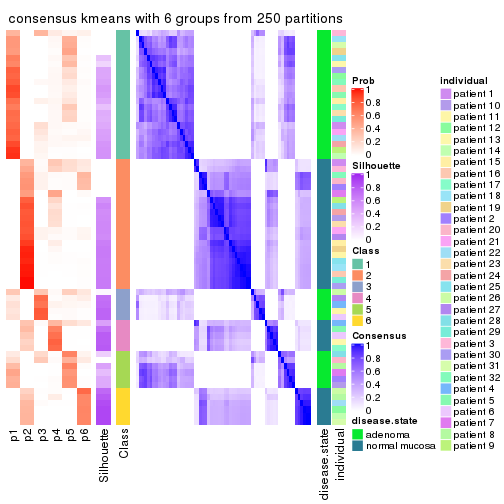 consensus kmeans with 6 groups from 250 partitions
p1
p2
p3
p4
p5
p6
Silhouette
Class
disease.state
individual
Prob
1
0.8
0.6
0.4
0.2
0
Silhouette
1
0.8
0.6
0.4
0.2
0
Class
1
2
3
4
5
6
Consensus
1
0.8
0.6
0.4
0.2
0
disease.state
adenoma
normal mucosa
individual
patient 1
patient 10
patient 11
patient 12
patient 13
patient 14
patient 15
patient 16
patient 17
patient 18
patient 19
patient 2
patient 20
patient 21
patient 22
patient 23
patient 24
patient 25
patient 26
patient 27
patient 28
patient 29
patient 3
patient 30
patient 31
patient 32
patient 4
patient 5
patient 6
patient 7
patient 8
patient 9